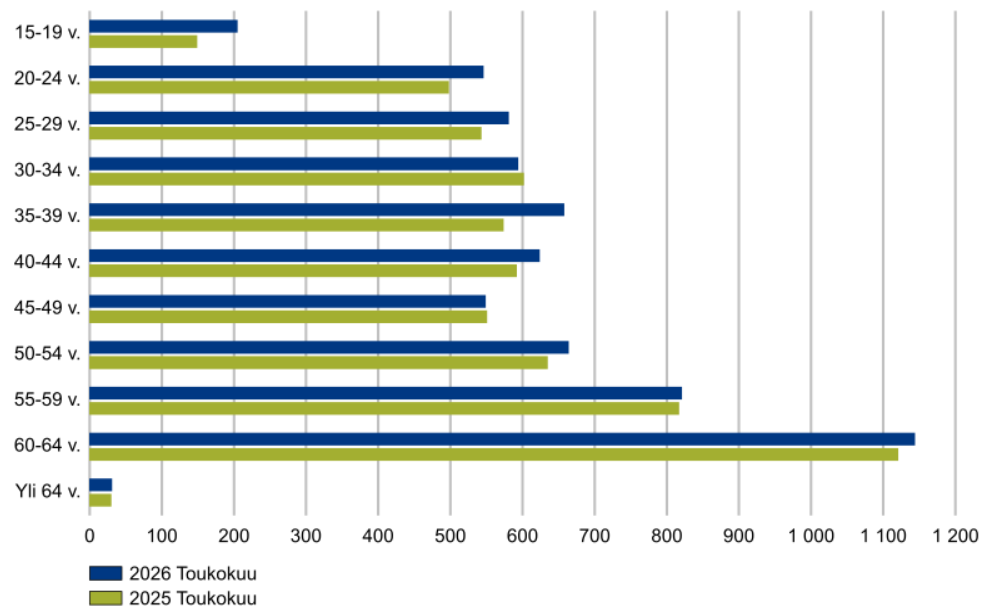 15-19 v.
20-24 v.
25-29 v.
30-34 v.
35-39 v.
40-44 v.
45-49 v.
50-54 v.
55-59 v.
60-64 v.
Yli 64 v.
0 100 200 300 400 500 600 700 800 900 1 000 1 100 1 200
2026 Toukokuu
2025 Toukokuu